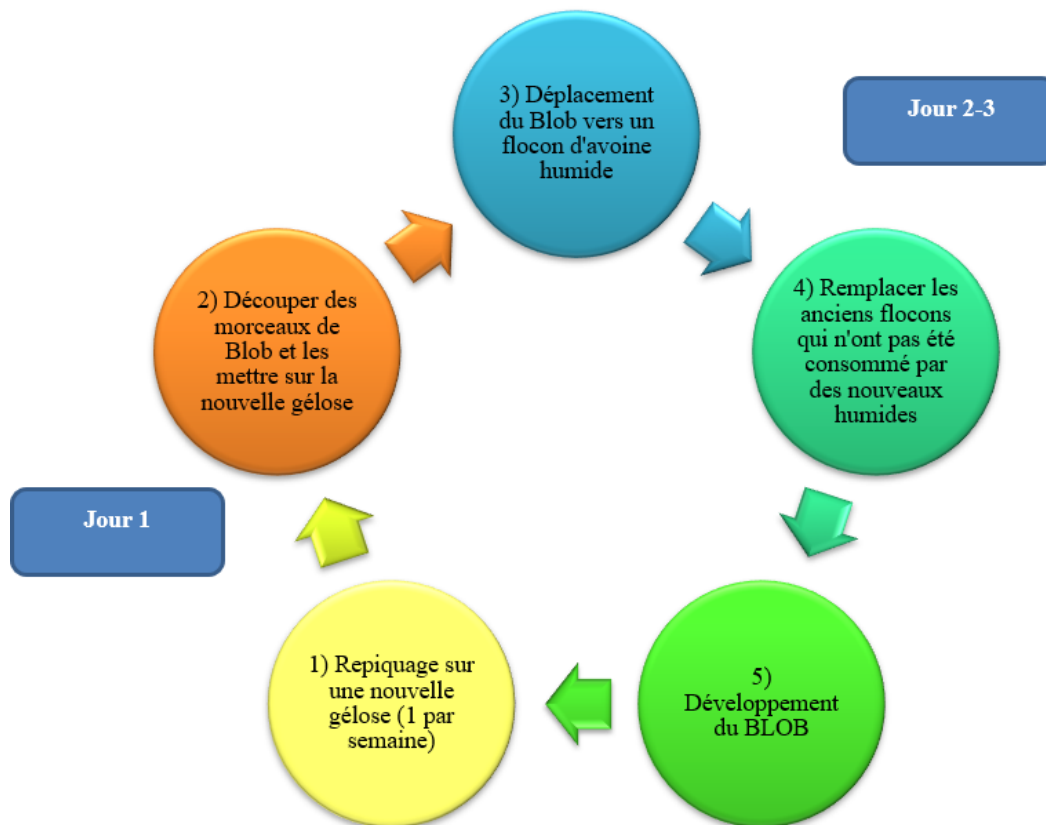 3) Déplacement
du Blob vers un
flocon d'avoine
humide
Jour 2-3
4) Remplacer les
anciens flocons
qui n'ont pas été
consommé par
des nouveaux
humides
5)
Développement
du BLOB
1) Repiquage sur
une nouvelle
gélose (1 par
semaine)
Jour 1
2) Découper des
morceaux de
Blob et les
mettre sur la
nouvelle gélose